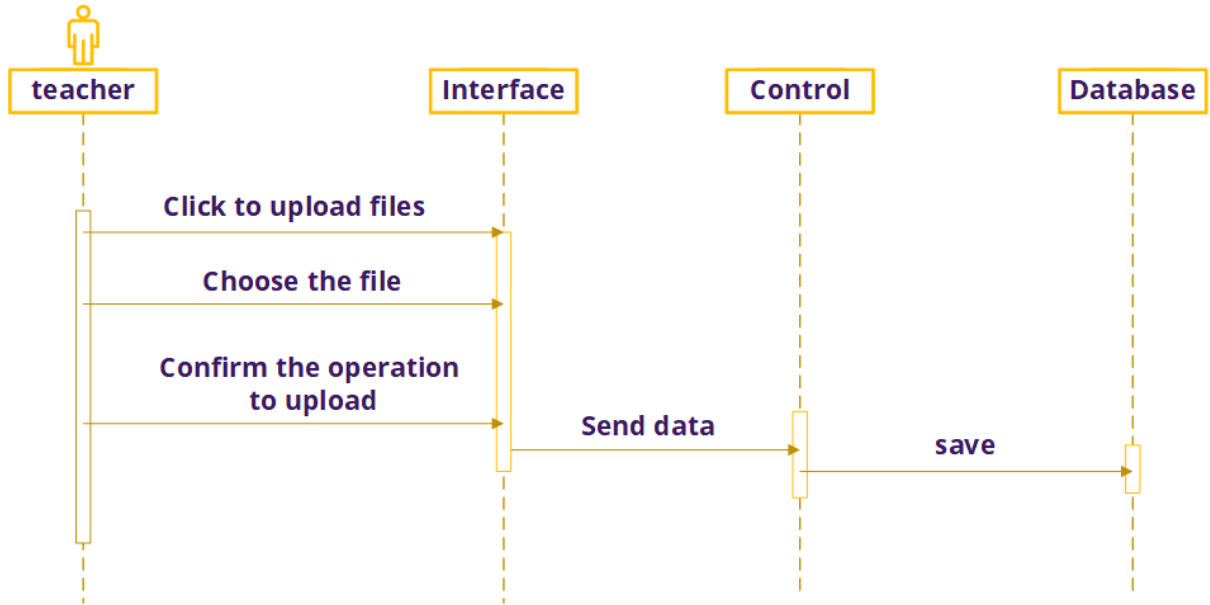 teacher
Interface
Control
Database
Click to upload files
Choose the file
Confirm the operation
to upload
Send data
save